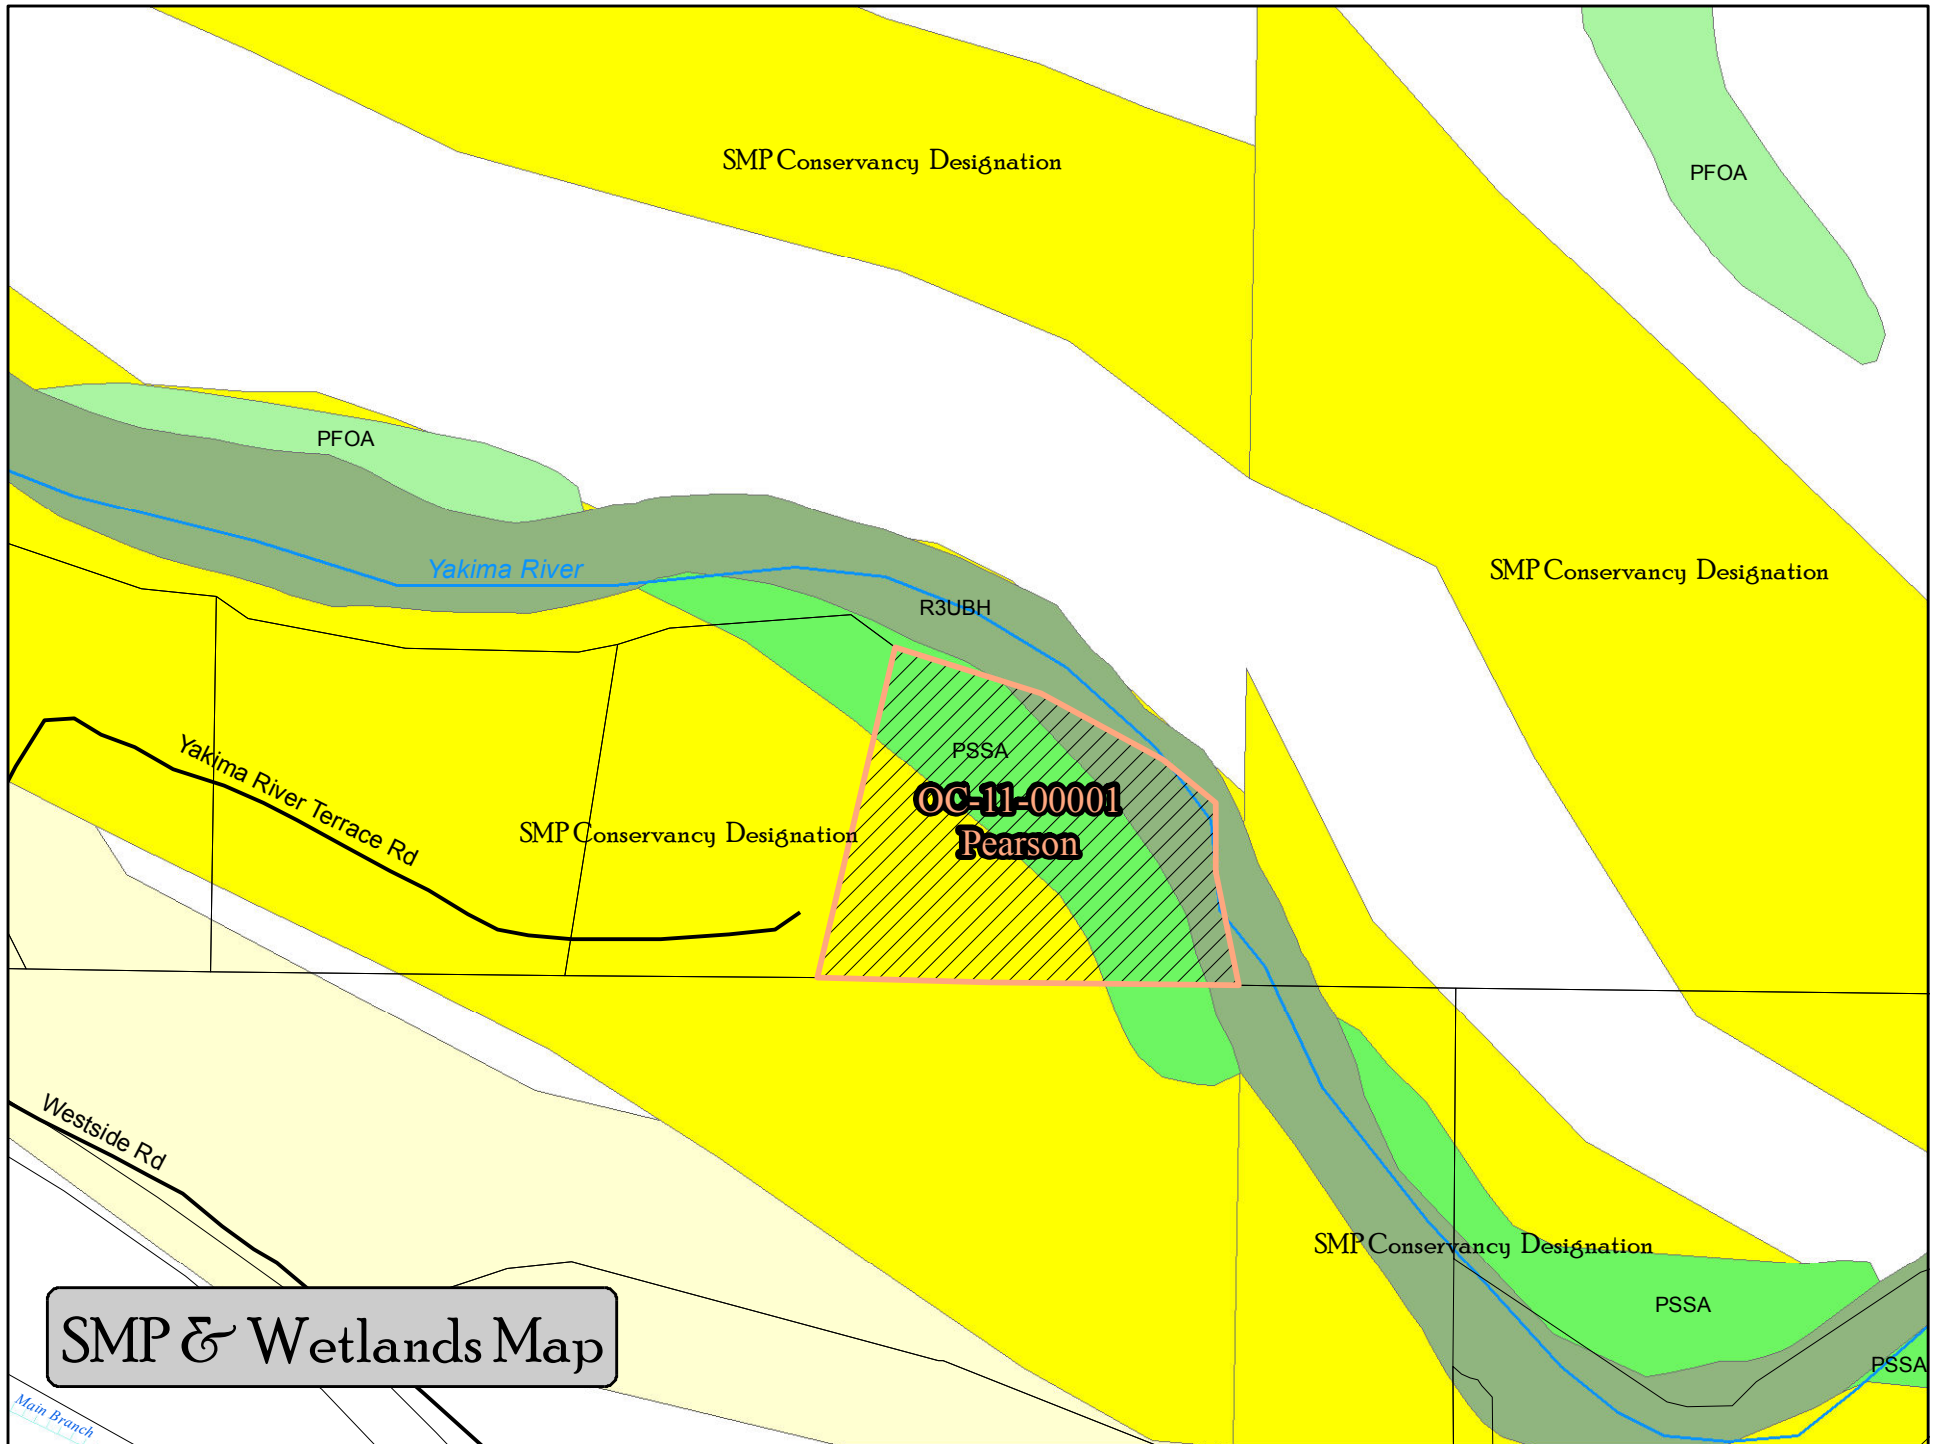 SMP Conservancy Designation
PFOA
PFOA
Yakima River
SMP Conservancy Designation
R3UBH
PSSA
Yakima River Terrace Rd
OC-11-00001
Pearson
SMP Conservancy Designation
Westside Rd
SMP Conservancy Designation
PSSA
SMP & Wetlands Map
PSSA
Main Branch